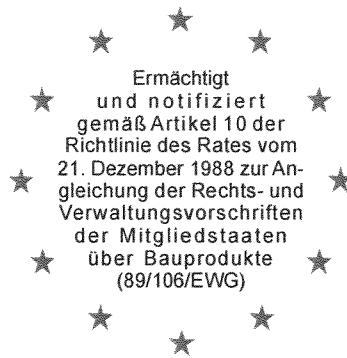 Ermächtigt
und notifiziert
gemäß Artikel 10 der
Richtlinie des Rates vom
21. Dezember 1988 zur An-
gleichung der Rechts- und
Verwaltungsvorschriften
der Mitgliedstaaten
über Bauprodukte
(89/106/EWG)